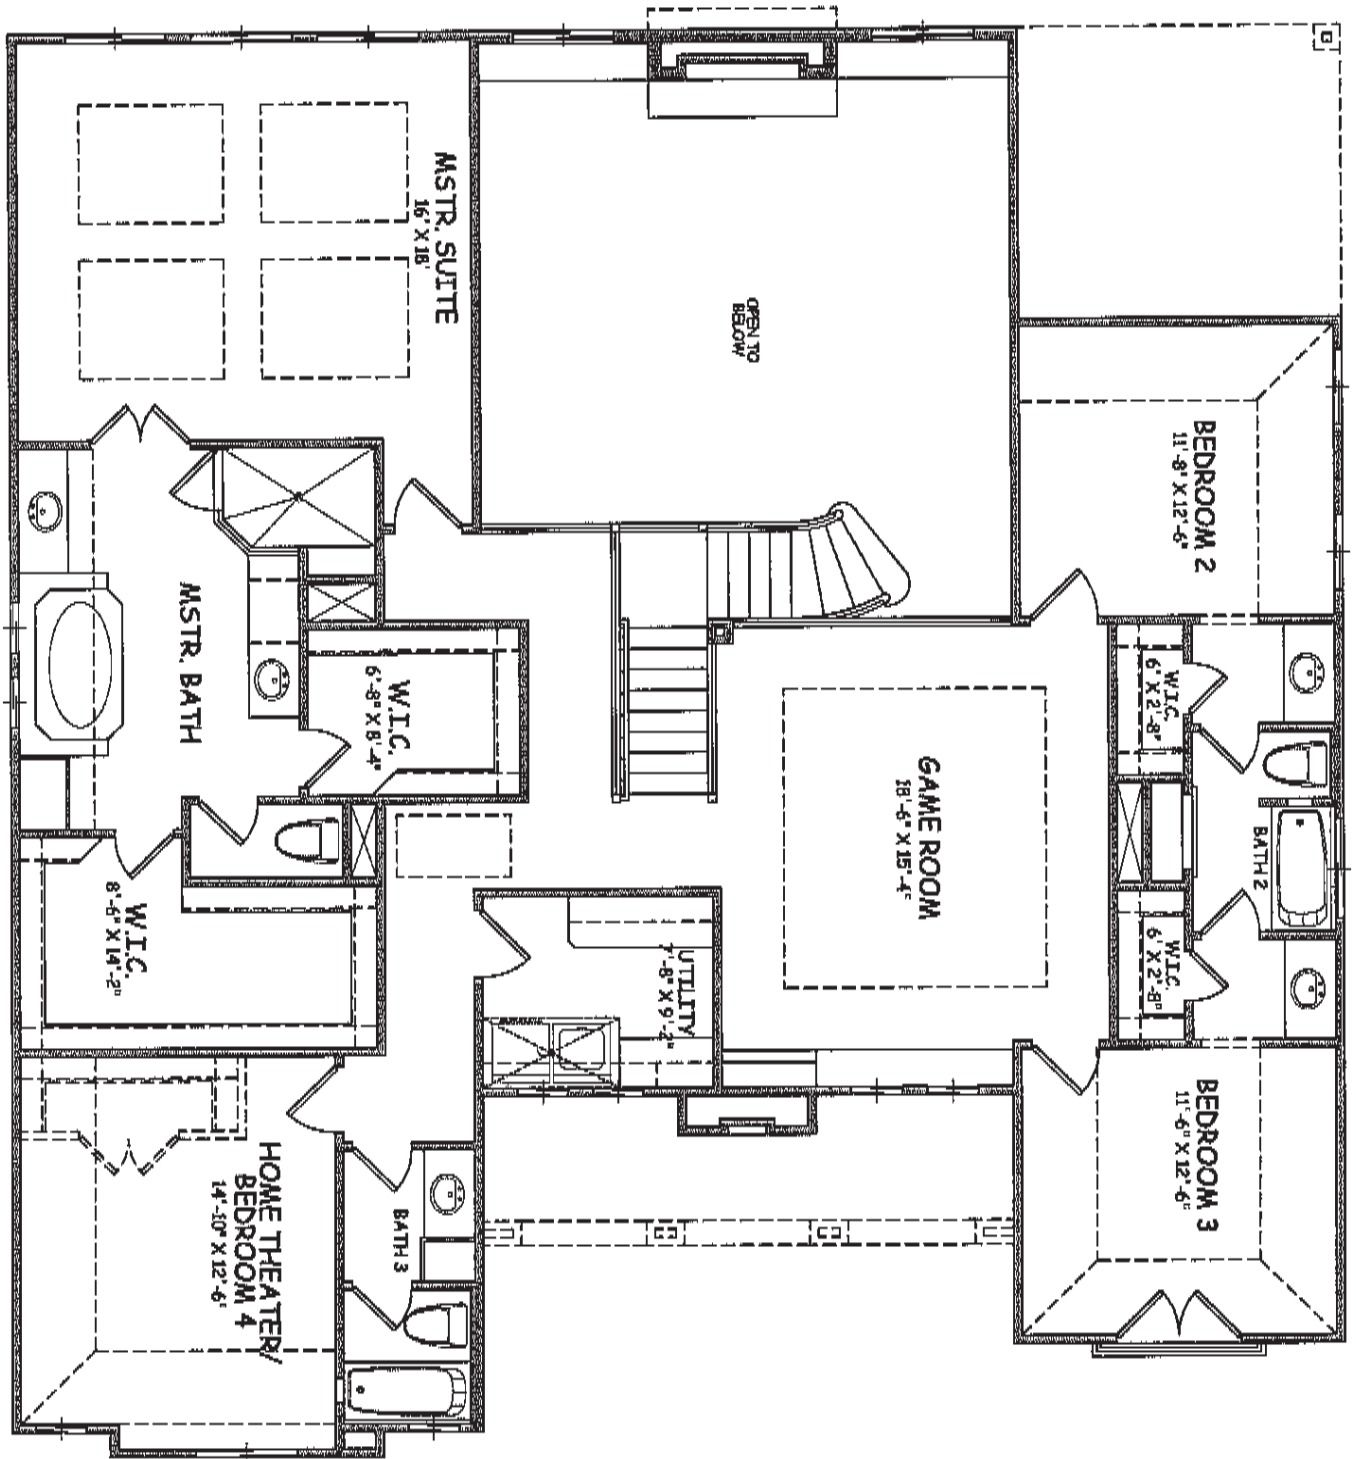 MSTR. SUITE
16' X 18'
OPEN TO
BELOW
BEDROOM 2
11'-8" X 12'-6"
MSTR. BATH
W.I.C.
6'-8" X 8'-4"
W.I.C.
6' X 2'-8"
GAME ROOM
18'-6" X 15'-4"
BATH 2
W.I.C.
8'-6" X 14'-2"
UTILITY
7'-8" X 9'-2"
W.I.C.
6' X 2'-8"
BEDROOM 3
11'-6" X 12'-6"
HOME THEATER/
BEDROOM 4
14'-10" X 12'-6"
BATH 3